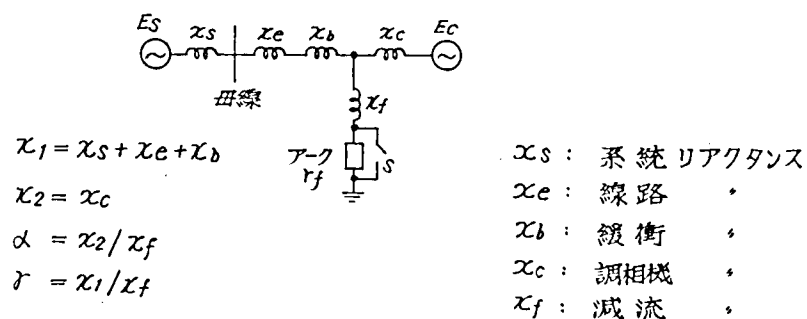 Es xs xe xb xc Ec
母線
xf
アーク
rf
S
x1 = xs + xe + xb
x2 = xc
α = x2/xf
γ = x1/xf
xs : 系統リアクタンス
xe : 線路 〃
xb : 緩衝 〃
xc : 調相機 〃
xf : 減流 〃